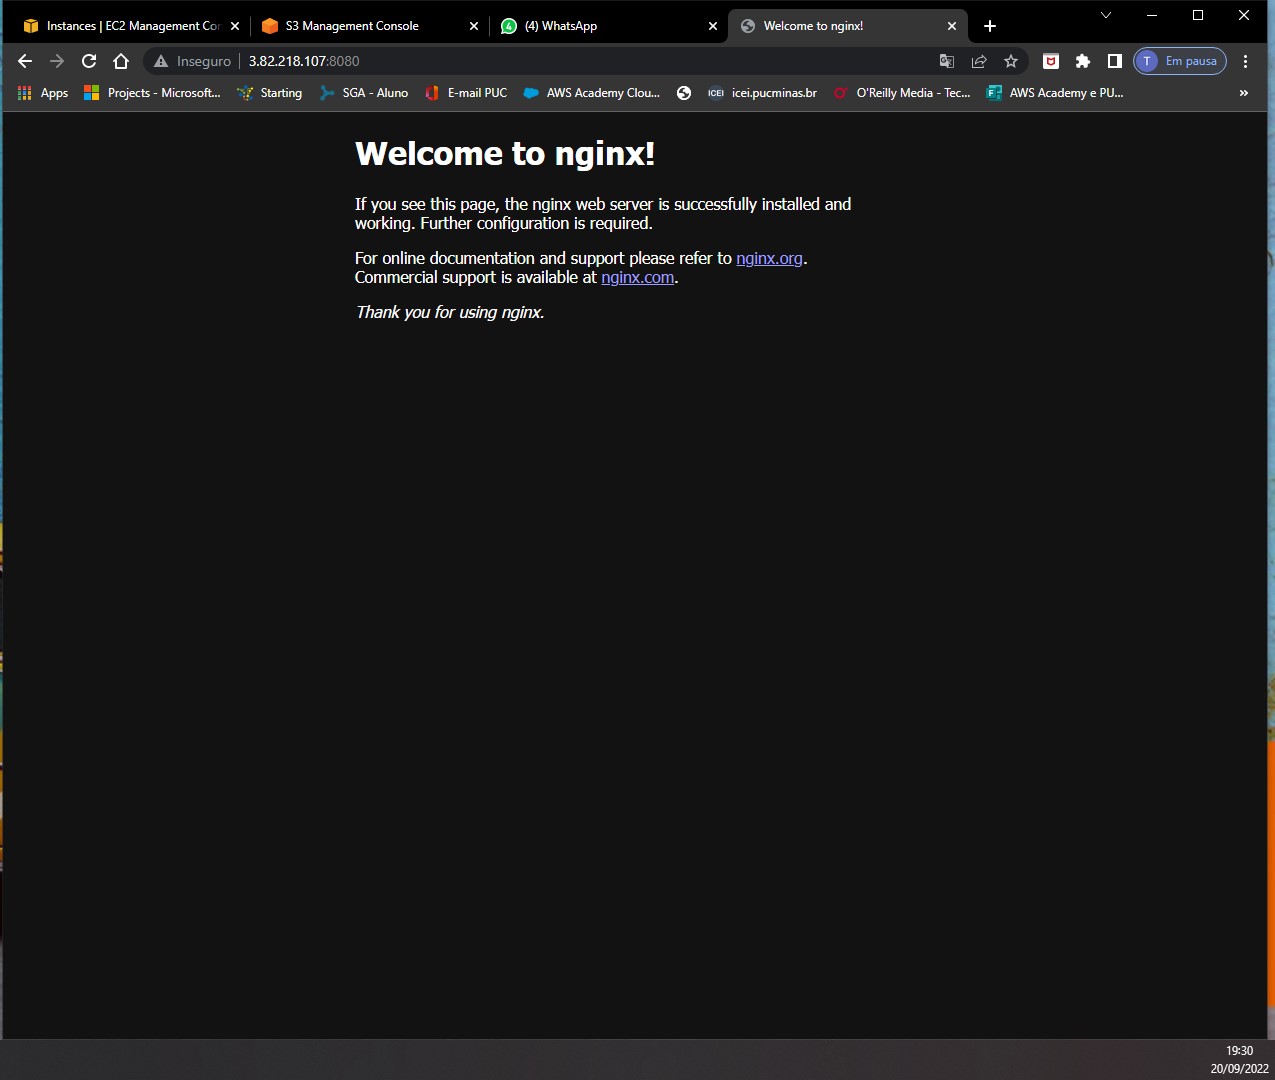 Instances | EC2 Management Cor
S3 Management Console
4
(4) WhatsApp
Welcome to nginx!
Inseguro
3.82.218.107:8080
T
Em pausa
Apps
Projects - Microsoft...
Starting
SGA - Aluno
E-mail PUC
AWS Academy Clou...
ICEI
icei.pucminas.br
O'Reilly Media - Tec...
F
AWS Academy e PU...
»
Welcome to nginx!
If you see this page, the nginx web server is successfully installed and
working. Further configuration is required.
For online documentation and support please refer to nginx.org.
Commercial support is available at nginx.com.
Thank you for using nginx.
19:30
20/09/2022